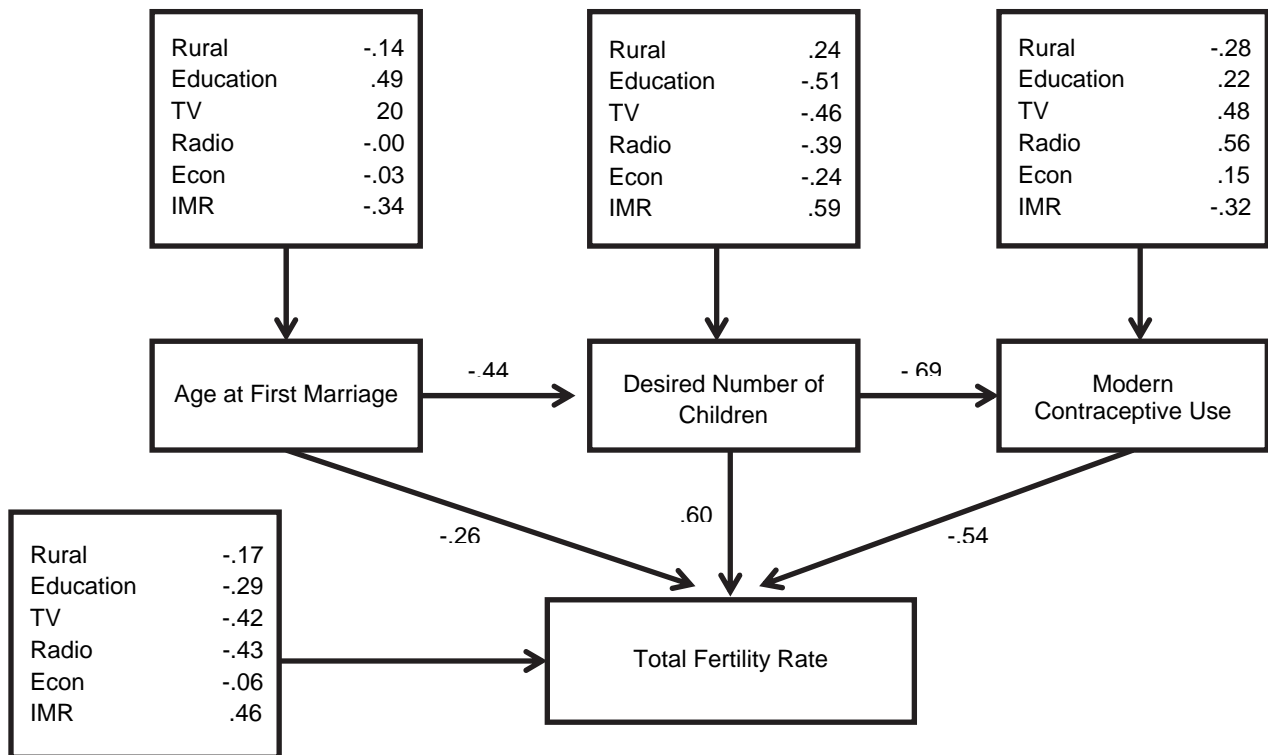 Rural -.14
Education .49
TV 20
Radio -.00
Econ -.03
IMR -.34
Rural .24
Education -.51
TV -.46
Radio -.39
Econ -.24
IMR .59
Rural -.28
Education .22
TV .48
Radio .56
Econ .15
IMR -.32
Age at First Marriage
-.44
Desired Number of
Children
-.69
Modern
Contraceptive Use
-.26
.60
-.54
Rural -.17
Education -.29
TV -.42
Radio -.43
Econ -.06
IMR .46
Total Fertility Rate